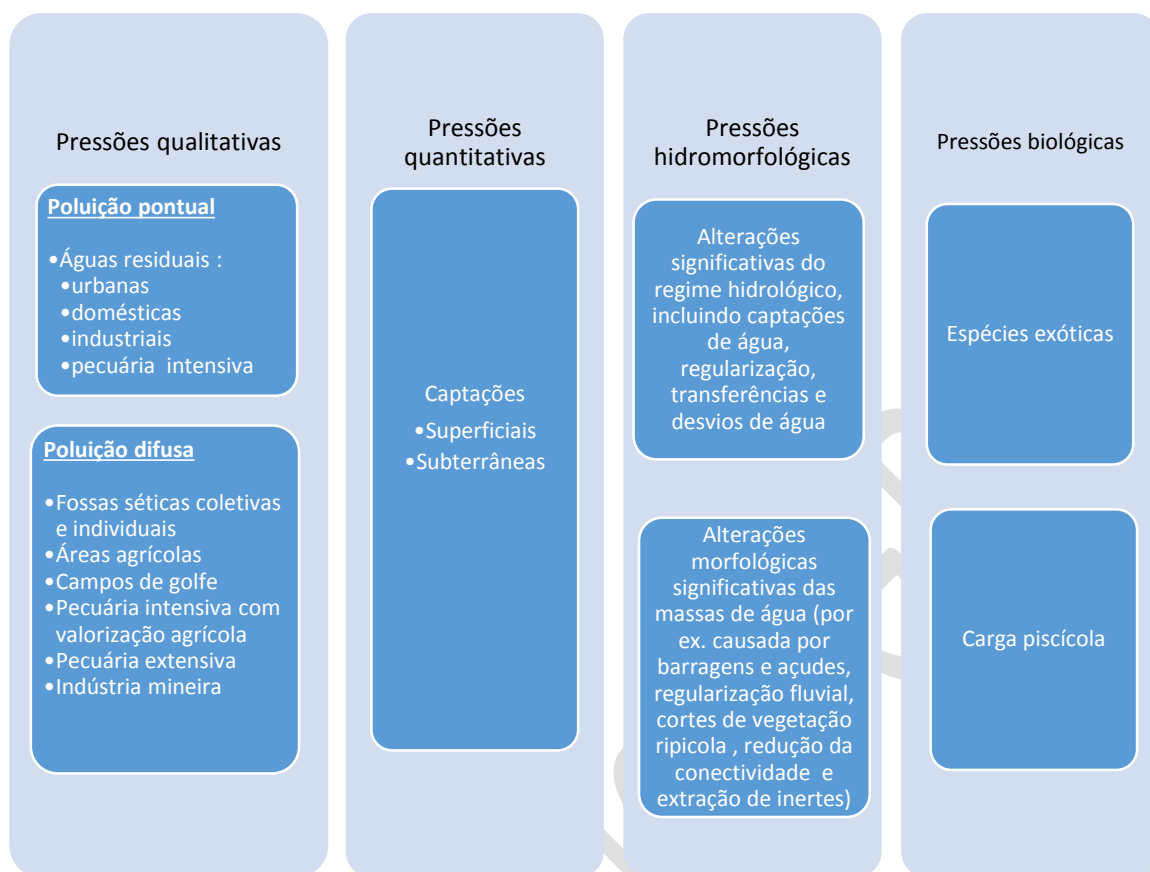 Pressões qualitativas
Poluição pontual
•Águas residuais :
•urbanas
•domésticas
•industriais
•pecuária intensiva
Poluição difusa
•Fossas séticas coletivas
e individuais
•Áreas agrícolas
•Campos de golfe
•Pecuária intensiva com
valorização agrícola
•Pecuária extensiva
•Indústria mineira
Pressões
quantitativas
Captações
•Superficiais
•Subterrâneas
Pressões
hidromorfológicas
Alterações
significativas do
regime hidrológico,
incluindo captações
de água,
regularização,
transferências e
desvios de água
Alterações
morfológicas
significativas das
massas de água (por
ex. causada por
barragens e açudes,
regularização fluvial,
cortes de vegetação
ripicola , redução da
conectividade e
extração de inertes)
Pressões biológicas
Espécies exóticas
Carga piscícola